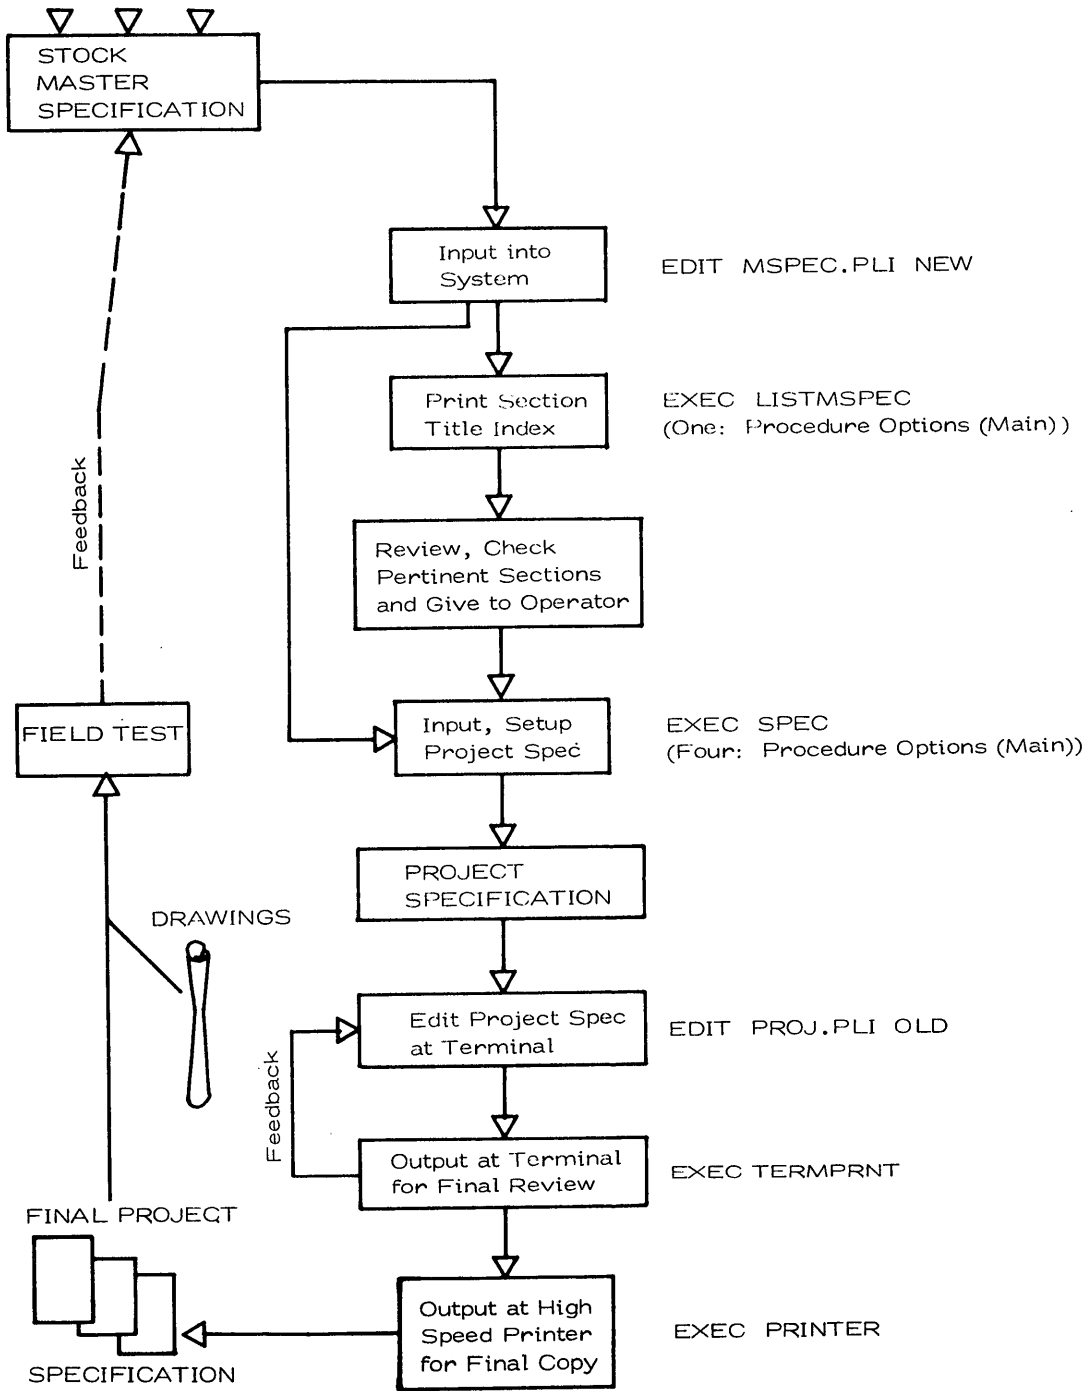 STOCK
MASTER
SPECIFICATION
Input into
System
EDIT MSPEC.PLI NEW
Print Section
Title Index
EXEC LISTMSPEC
(One: Procedure Options (Main))
Review, Check
Pertinent Sections
and Give to Operator
Feedback
FIELD TEST
Input, Setup
Project Spec
EXEC SPEC
(Four: Procedure Options (Main))
PROJECT
SPECIFICATION
DRAWINGS
Edit Project Spec
at Terminal
EDIT PROJ.PLI OLD
Feedback
Output at Terminal
for Final Review
EXEC TERMPRNT
FINAL PROJECT
SPECIFICATION
Output at High
Speed Printer
for Final Copy
EXEC PRINTER